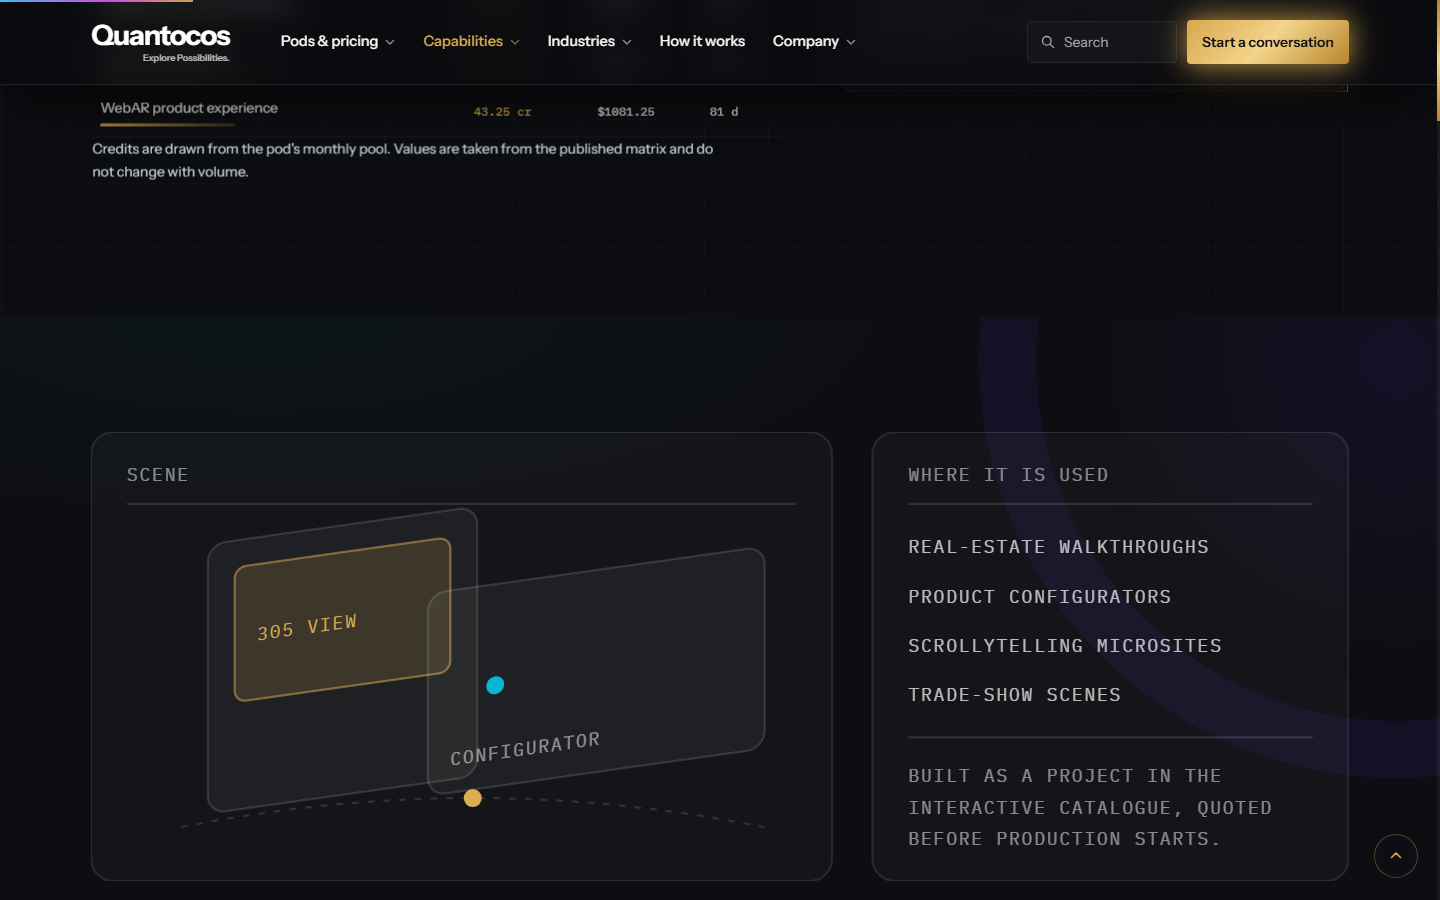 Quantocos
Explore Possibilities.
Pods & pricing
Capabilities
Industries
How it works
Company
Search
Start a conversation
WebAR product experience 43.25 cr $1081.25 81 d
Credits are drawn from the pod's monthly pool. Values are taken from the published matrix and do
not change with volume.
SCENE
305 VIEW
CONFIGURATOR
WHERE IT IS USED
REAL-ESTATE WALKTHROUGHS
PRODUCT CONFIGURATORS
SCROLLYTELLING MICROSITES
TRADE-SHOW SCENES
BUILT AS A PROJECT IN THE
INTERACTIVE CATALOGUE, QUOTED
BEFORE PRODUCTION STARTS.